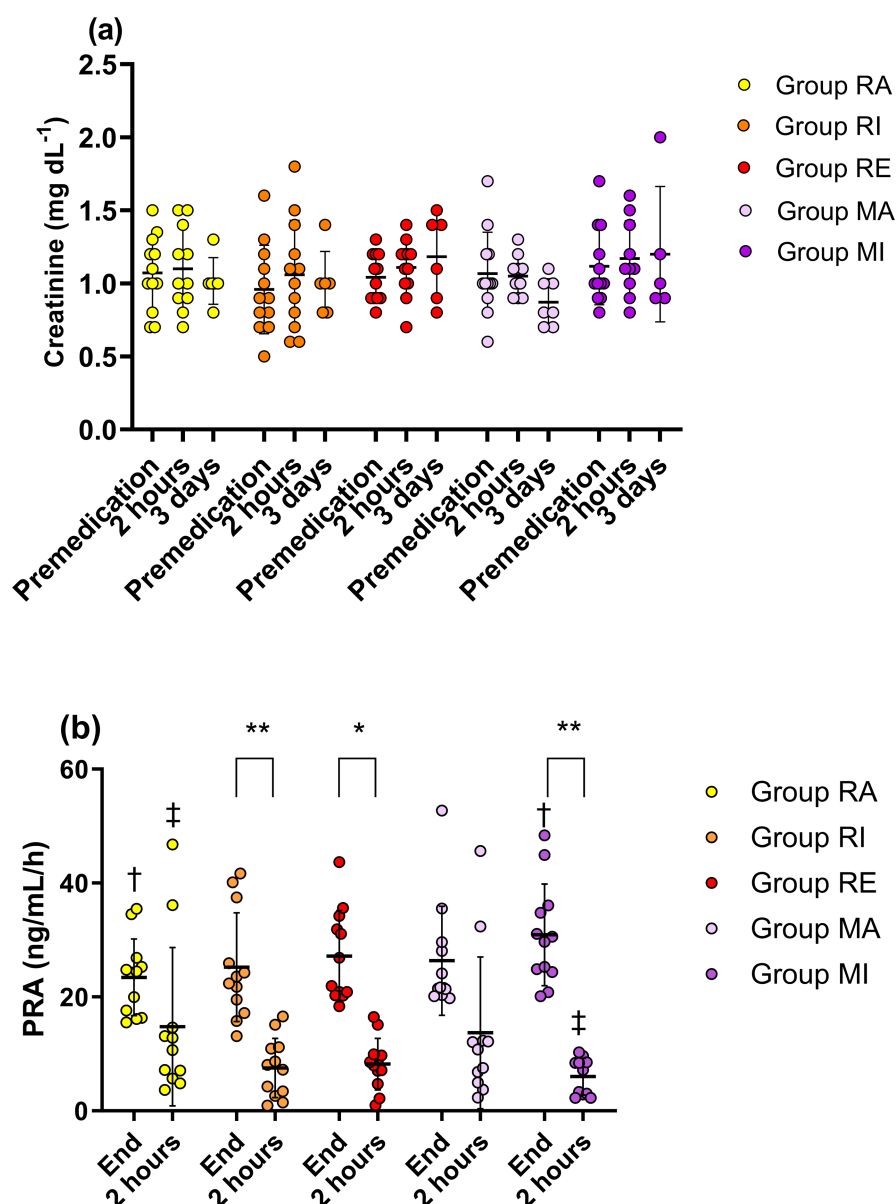 (a)
Creatinine (mg dL-1)
2.5
2.0
1.5
1.0
0.5
0.0
Premedication
2 hours
3 days
Premedication
2 hours
3 days
Premedication
2 hours
3 days
Premedication
2 hours
3 days
Premedication
2 hours
3 days
Group RA
Group RI
Group RE
Group MA
Group MI
(b)
PRA (ng/mL/h)
60
40
20
0
†
‡
**
*
**
†
‡
End
2 hours
End
2 hours
End
2 hours
End
2 hours
End
2 hours
Group RA
Group RI
Group RE
Group MA
Group MI